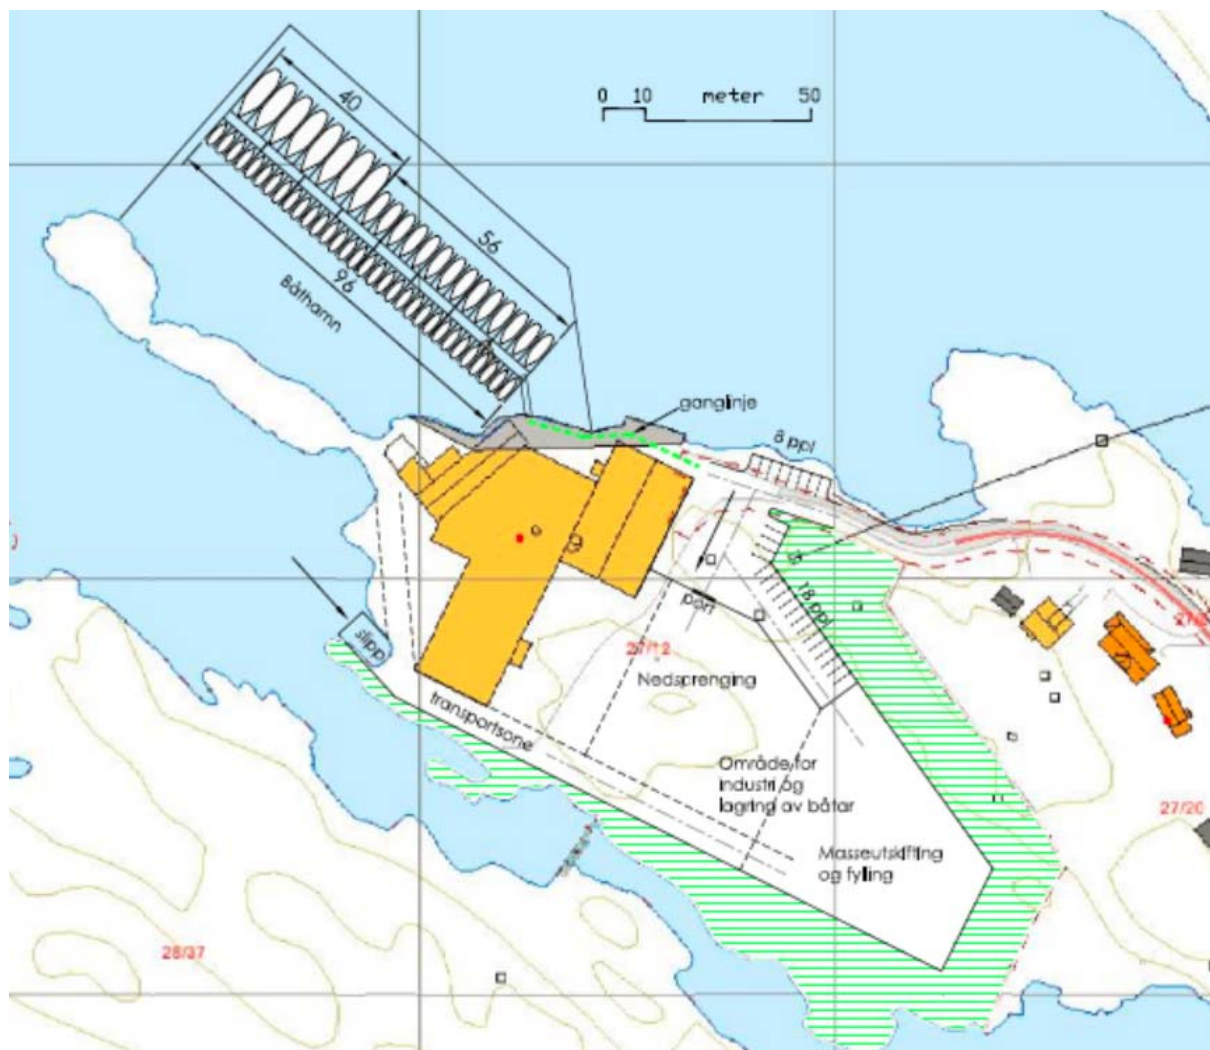 40
0 10 meter 50
56
96
Båthamn
ganglinje
8 ppl
slipp
port
18 ppl
27/12
Nedsprenging
transportsone
Område for
industri og
lagring av båtar
27/20
Masseutskifting
og fylling
28/37